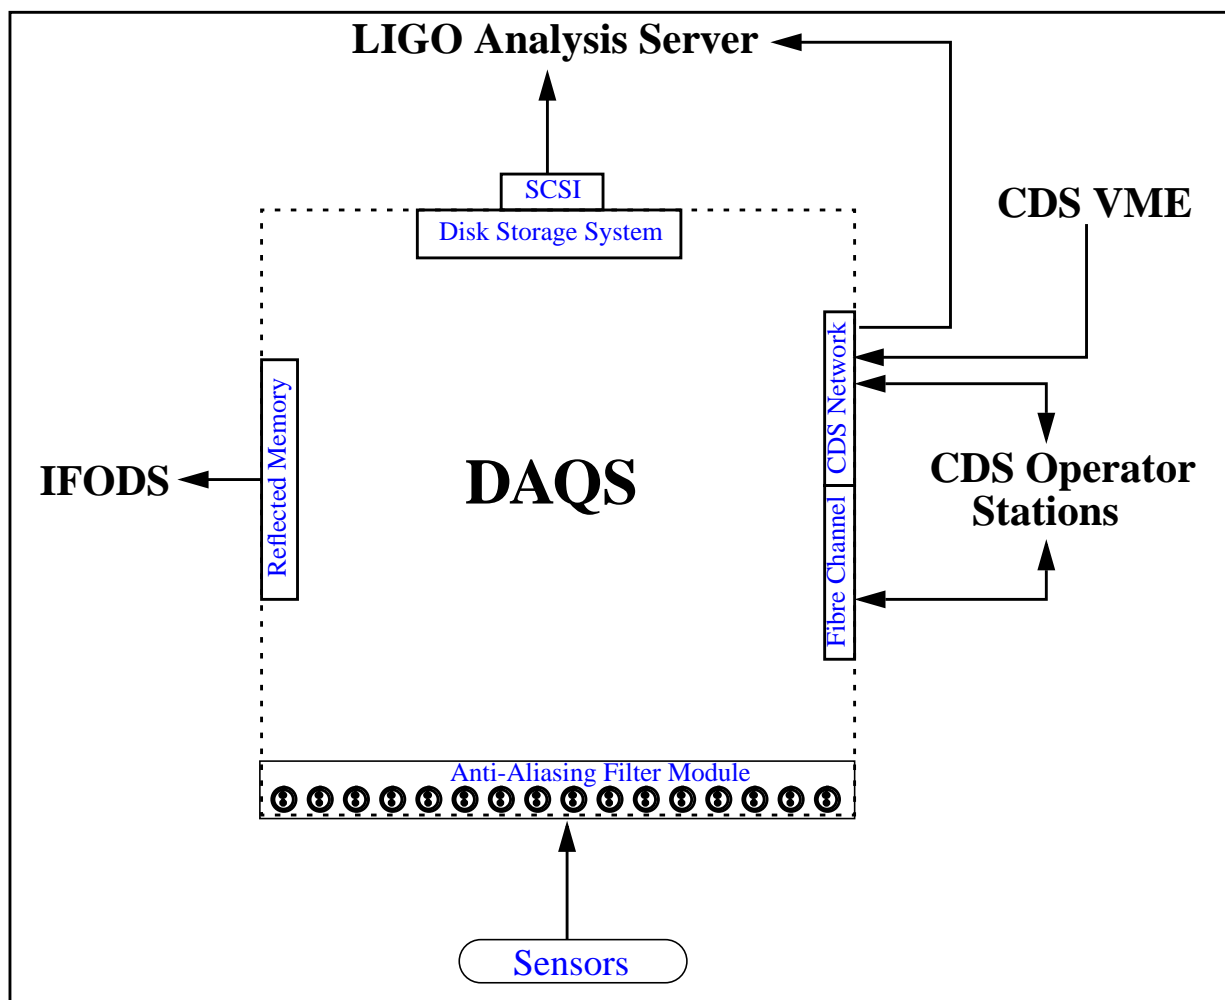 LIGO Analysis Server
SCSI
Disk Storage System
CDS VME
CDS Network
Reflected Memory
IFODS
DAQS
CDS Operator
Stations
Fibre Channel
Anti-Aliasing Filter Module
Sensors